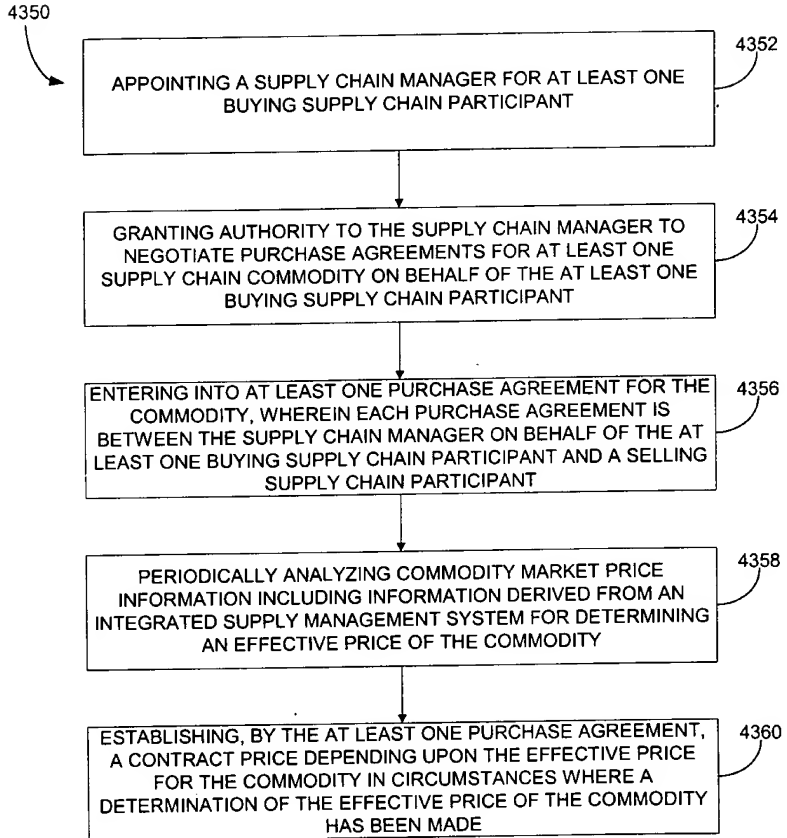 4350
4352
APPOINTING A SUPPLY CHAIN MANAGER FOR AT LEAST ONE
BUYING SUPPLY CHAIN PARTICIPANT
4354
GRANTING AUTHORITY TO THE SUPPLY CHAIN MANAGER TO
NEGOTIATE PURCHASE AGREEMENTS FOR AT LEAST ONE
SUPPLY CHAIN COMMODITY ON BEHALF OF THE AT LEAST ONE
BUYING SUPPLY CHAIN PARTICIPANT
4356
ENTERING INTO AT LEAST ONE PURCHASE AGREEMENT FOR THE
COMMODITY, WHEREIN EACH PURCHASE AGREEMENT IS
BETWEEN THE SUPPLY CHAIN MANAGER ON BEHALF OF THE AT
LEAST ONE BUYING SUPPLY CHAIN PARTICIPANT AND A SELLING
SUPPLY CHAIN PARTICIPANT
4358
PERIODICALLY ANALYZING COMMODITY MARKET PRICE
INFORMATION INCLUDING INFORMATION DERIVED FROM AN
INTEGRATED SUPPLY MANAGEMENT SYSTEM FOR DETERMINING
AN EFFECTIVE PRICE OF THE COMMODITY
4360
ESTABLISHING, BY THE AT LEAST ONE PURCHASE AGREEMENT,
A CONTRACT PRICE DEPENDING UPON THE EFFECTIVE PRICE
FOR THE COMMODITY IN CIRCUMSTANCES WHERE A
DETERMINATION OF THE EFFECTIVE PRICE OF THE COMMODITY
HAS BEEN MADE